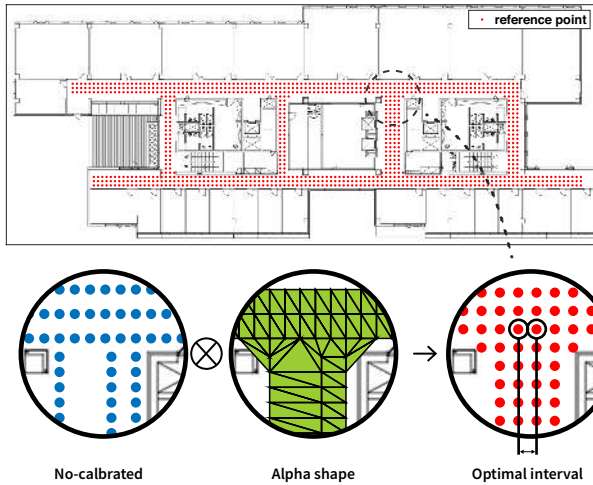 reference point
No-calbrated
Alpha shape
Optimal interval